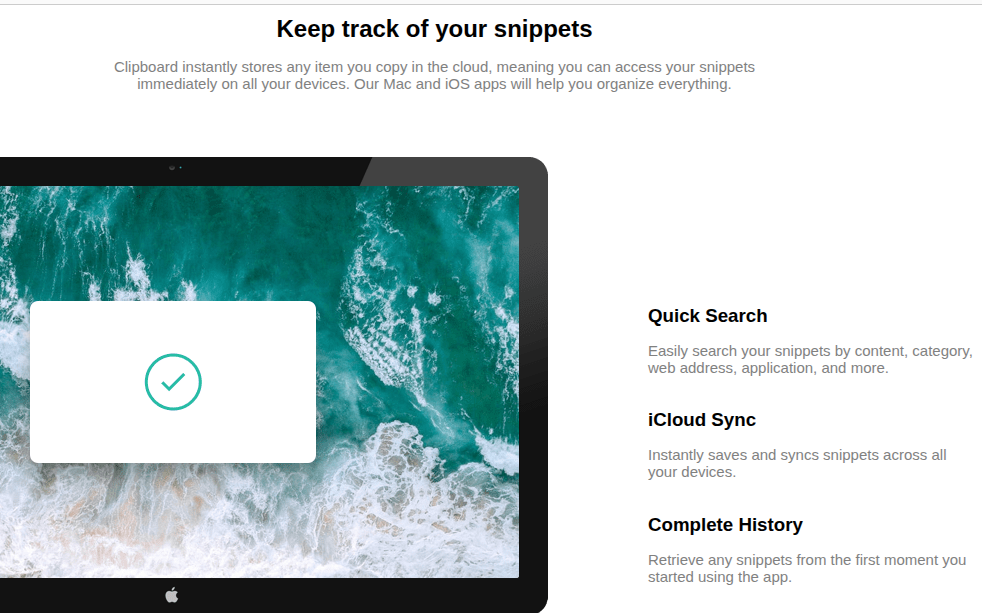 Keep track of your snippets
Clipboard instantly stores any item you copy in the cloud, meaning you can access your snippets
immediately on all your devices. Our Mac and iOS apps will help you organize everything.
Quick Search
Easily search your snippets by content, category,
web address, application, and more.
iCloud Sync
Instantly saves and syncs snippets across all
your devices.
Complete History
Retrieve any snippets from the first moment you
started using the app.